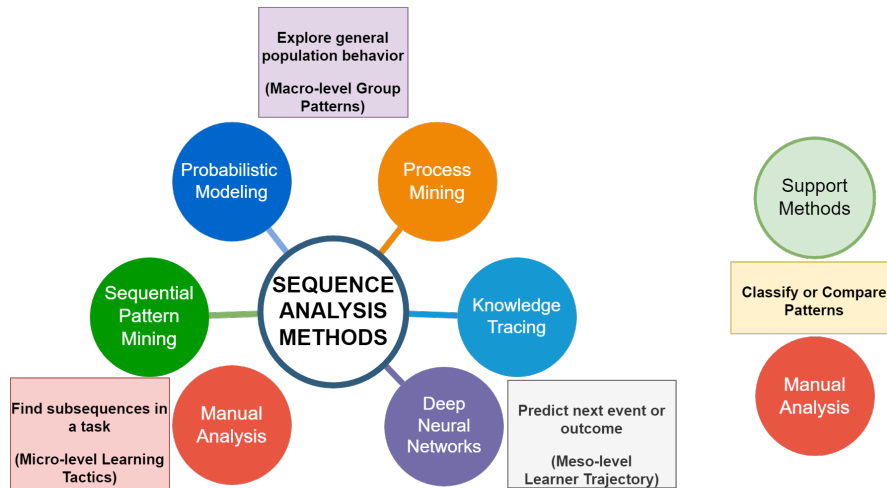 Explore general
population behavior
(Macro-level Group
Patterns)
Probabilistic
Modeling
Process
Mining
Support
Methods
SEQUENCE
ANALYSIS
METHODS
Sequential
Pattern
Mining
Knowledge
Tracing
Classify or Compare
Patterns
Find subsequences in
a task
(Micro-level Learning
Tactics)
Manual
Analysis
Deep
Neural
Networks
Predict next event or
outcome
(Meso-level
Learner Trajectory)
Manual
Analysis